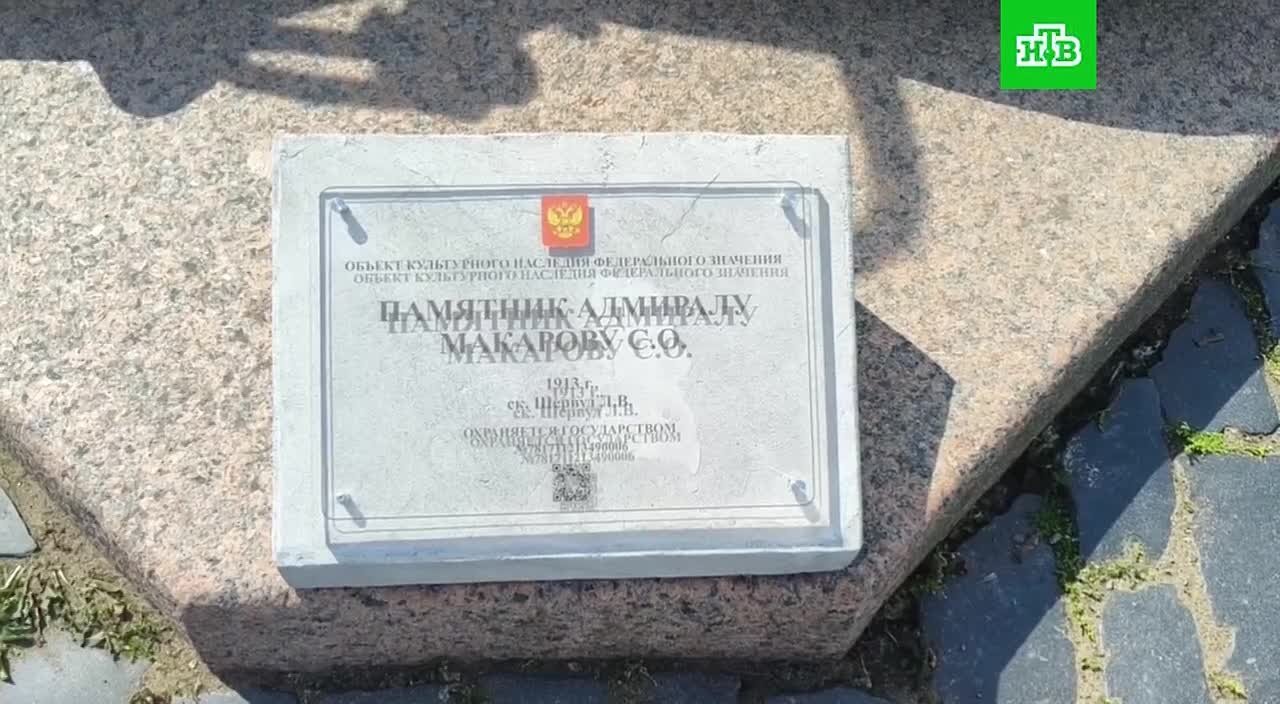 НТВ
ОБЪЕКТ КУЛЬТУРНОГО НАСЛЕДИЯ ФЕДЕРАЛЬНОГО ЗНАЧЕНИЯ
ПАМЯТНИК АДМИРАЛУ
МАКАРОВУ С.О.
1913 г.,
ск. Шервуд Л.В.
ОХРАНЯЕТСЯ ГОСУДАРСТВОМ